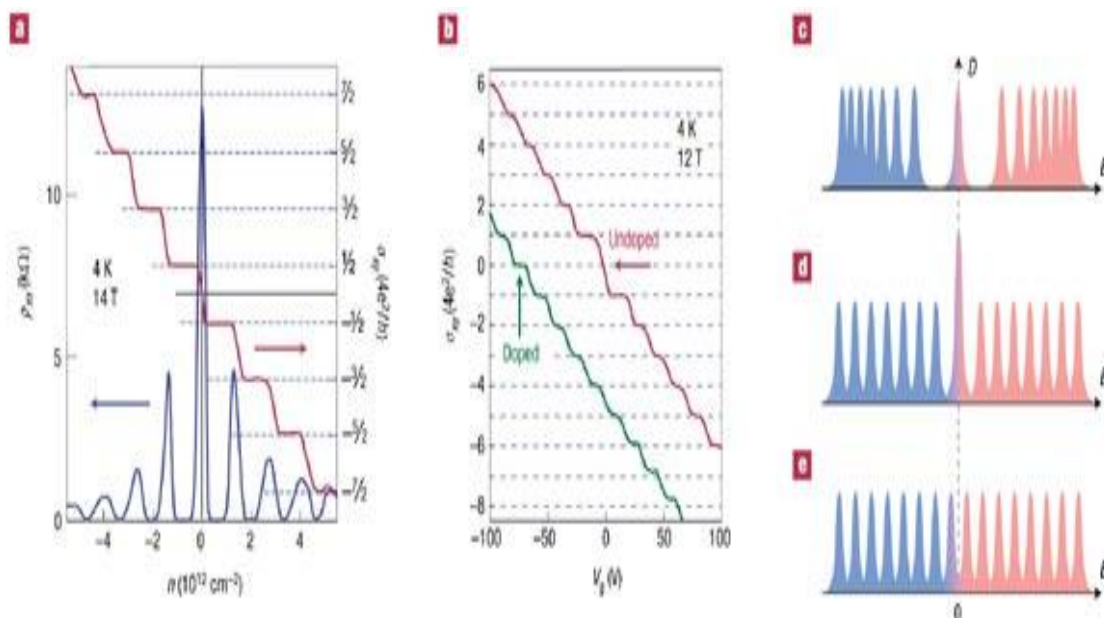 a
ρxx (kΩ)
10
5
0
4 K
14 T
7/2
5/2
3/2
1/2
−1/2
−3/2
−5/2
−7/2
σxy (4e²/h)
−4 −2 0 2 4
n (10¹² cm⁻²)
b
σxy (4e²/h)
6
4
2
0
−2
−4
−6
−8
4 K
12 T
Undoped
Doped
−100 −50 0 50 100
Vg (V)
c
D
E
d
E
e
E
0